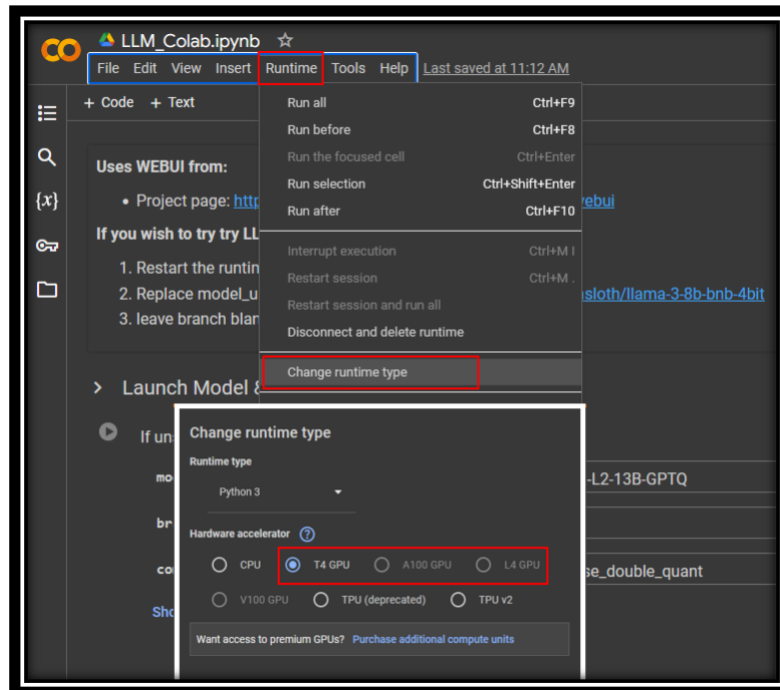 LLM_Colab.ipynb
File Edit View Insert Runtime Tools Help Last saved at 11:12 AM
+ Code + Text
Run all Ctrl+F9
Run before Ctrl+F8
Run the focused cell Ctrl+Enter
Run selection Ctrl+Shift+Enter
Run after Ctrl+F10
Interrupt execution Ctrl+M I
Restart session Ctrl+M .
Restart session and run all
Disconnect and delete runtime
Change runtime type
{x}
Uses WEBUI from:
• Project page: http ebui
If you wish to try try LL
1. Restart the runtin
2. Replace model_u sloth/llama-3-8b-bnb-4bit
3. leave branch blan
Launch Model &
If un
mo -L2-13B-GPTQ
br
co se_double_quant
Sho
Change runtime type
Runtime type
Python 3
Hardware accelerator ?
CPU T4 GPU A100 GPU L4 GPU
V100 GPU TPU (deprecated) TPU v2
Want access to premium GPUs? Purchase additional compute units